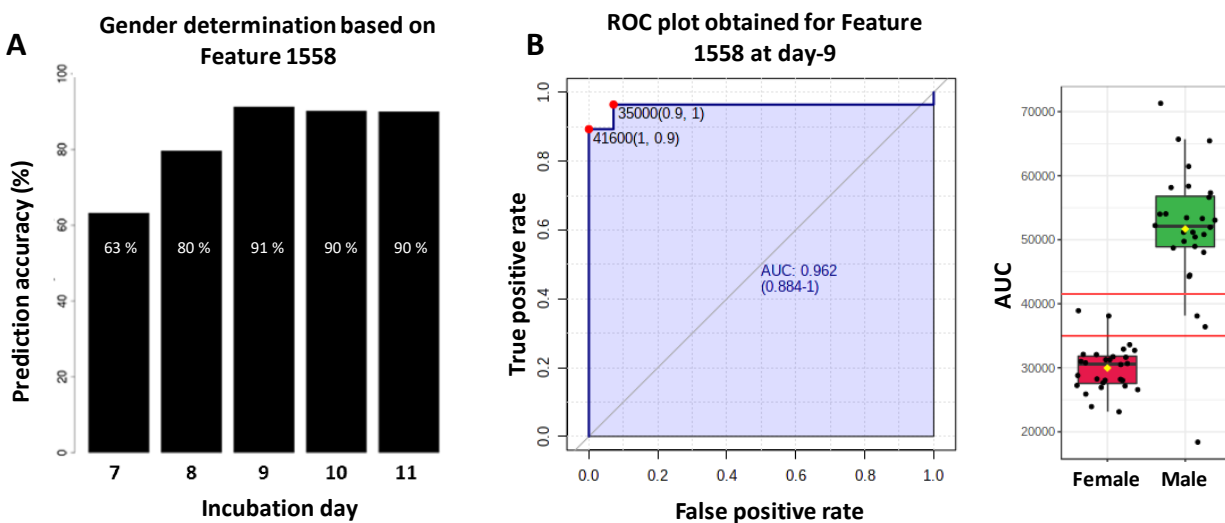 A
Gender determination based on
Feature 1558
Prediction accuracy (%)
0
20
40
60
80
100
63 %
80 %
91 %
90 %
90 %
7
8
9
10
11
Incubation day
B
ROC plot obtained for Feature
1558 at day-9
True positive rate
0.0
0.2
0.4
0.6
0.8
1.0
35000(0.9, 1)
41600(1, 0.9)
AUC: 0.962
(0.884-1)
0.0
0.2
0.4
0.6
0.8
1.0
False positive rate
AUC
70000
60000
50000
40000
30000
20000
Female
Male